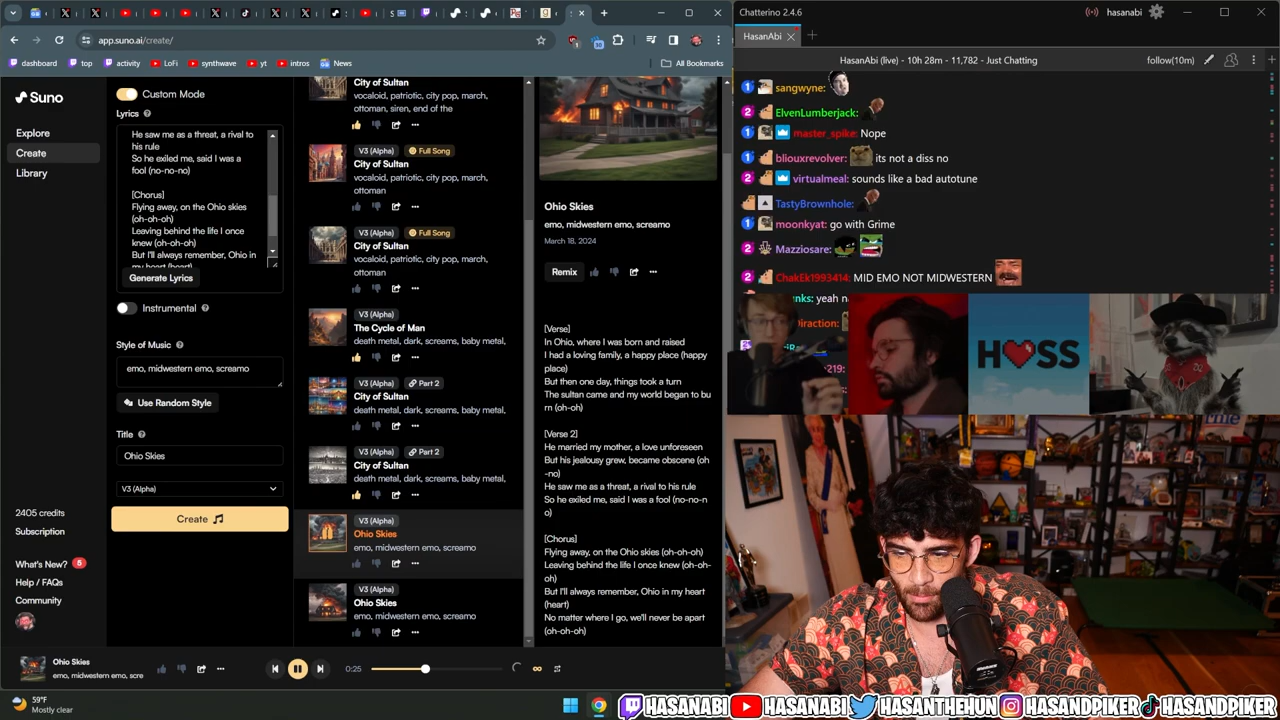 app.suno.ai/create/
dashboard
top
activity
LoFi
synthwave
yt
intros
News
All Bookmarks
Suno
Explore
Create
Library
2405 credits
Subscription
What's New?
6
Help / FAQs
Community
Custom Mode
Lyrics
He saw me as a threat, a rival to
his rule
So he exiled me, said I was a
fool (no-no-no)
[Chorus]
Flying away, on the Ohio skies
(oh-oh-oh)
Leaving behind the life I once
knew (oh-oh-oh)
But I'll always remember, Ohio in
my heart (heart)
Generate Lyrics
Instrumental
Style of Music
emo, midwestern emo, screamo
Use Random Style
Title
Ohio Skies
V3 (Alpha)
Create
City of Sultan
vocaloid, patriotic, city pop, march,
ottoman, siren, end of the
V3 (Alpha)
Full Song
City of Sultan
vocaloid, patriotic, city pop, march,
ottoman
V3 (Alpha)
Full Song
City of Sultan
vocaloid, patriotic, city pop, march,
ottoman
V3 (Alpha)
The Cycle of Man
death metal, dark, screams, baby metal,
V3 (Alpha)
Part 2
City of Sultan
death metal, dark, screams, baby metal,
V3 (Alpha)
Part 2
City of Sultan
death metal, dark, screams, baby metal,
V3 (Alpha)
Ohio Skies
emo, midwestern emo, screamo
V3 (Alpha)
Ohio Skies
emo, midwestern emo, screamo
Ohio Skies
emo, midwestern emo, screamo
March 18, 2024
Remix
[Verse]
In Ohio, where I was born and raised
I had a loving family, a happy place (happy
place)
But then one day, things took a turn
The sultan came and my world began to bu
rn (oh-oh)
[Verse 2]
He married my mother, a love unforeseen
But his jealousy grew, became obscene (oh
-no)
He saw me as a threat, a rival to his rule
So he exiled me, said I was a fool (no-no-n
o)
[Chorus]
Flying away, on the Ohio skies (oh-oh-oh)
Leaving behind the life I once knew (oh-oh-
oh)
But I'll always remember, Ohio in my heart
(heart)
No matter where I go, we'll never be apart
(oh-oh-oh)
Ohio Skies
emo, midwestern emo, scre
0:25
59°F
Mostly clear
Chatterino 2.4.6
hasanabi
HasanAbi
HasanAbi (live) - 10h 28m - 11,782 - Just Chatting
follow(10m)
sangwyne:
ElvenLumberjack:
master_spike: Nope
bliouxrevolver: its not a diss no
virtualmeal: sounds like a bad autotune
TastyBrownhole:
moonkyat: go with Grime
Mazziosare:
ChakEk1993414: MID EMO NOT MIDWESTERN
nks: yeah n
Diraction:
219:
H SS
HASANABI
HASANABI
HASANTHEHUN
HASANDPIKER
HASANDPIKER